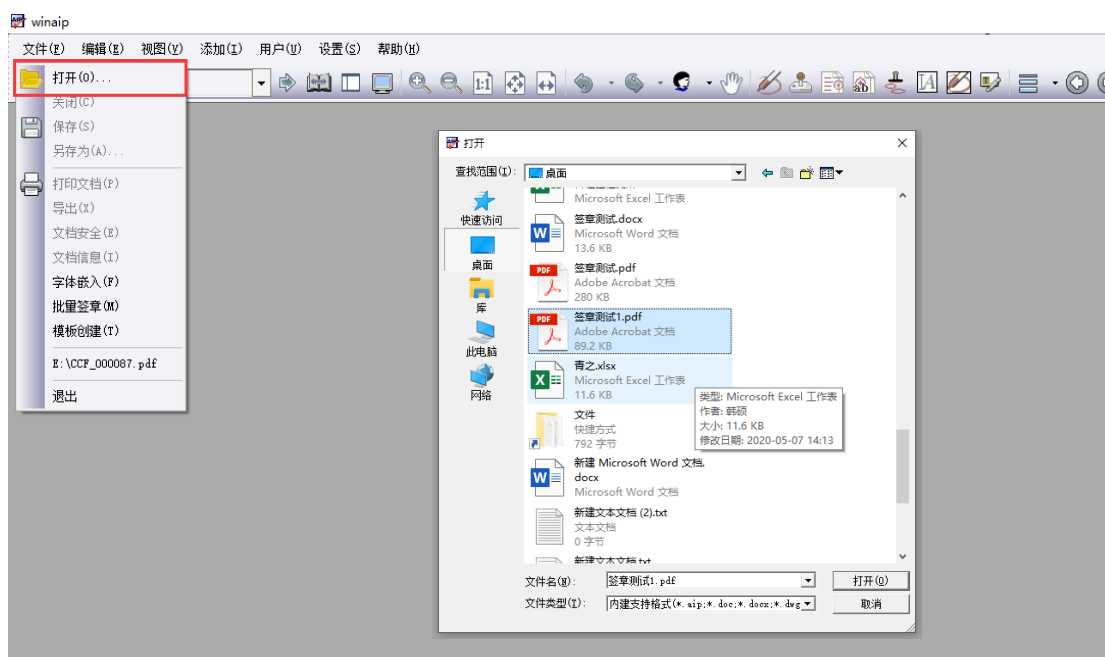 winaip
文件(F) 编辑(E) 视图(V) 添加(I) 用户(U) 设置(S) 帮助(H)
打开(O)...
关闭(C)
保存(S)
另存为(A)...
打印文档(P)
导出(X)
文档安全(E)
文档信息(I)
字体嵌入(F)
批量签章(M)
模板创建(T)
E:\CCF_000087.pdf
退出
1:1
打开
查找范围(I):
桌面
快速访问
桌面
库
此电脑
网络
Microsoft Excel 工作表
签章测试.docx
Microsoft Word 文档
13.6 KB
签章测试.pdf
Adobe Acrobat 文档
280 KB
签章测试1.pdf
Adobe Acrobat 文档
89.2 KB
青之.xlsx
Microsoft Excel 工作表
11.6 KB
类型: Microsoft Excel 工作表
作者: 韩硕
大小: 11.6 KB
修改日期: 2020-05-07 14:13
文件
快捷方式
792 字节
新建 Microsoft Word 文档.
docx
Microsoft Word 文档
新建文本文档 (2).txt
文本文档
0 字节
新建文本文档.txt
文件名(N):
签章测试1.pdf
打开(O)
文件类型(T):
内建支持格式(*.aip;*.doc;*.docx;*.dwg
取消